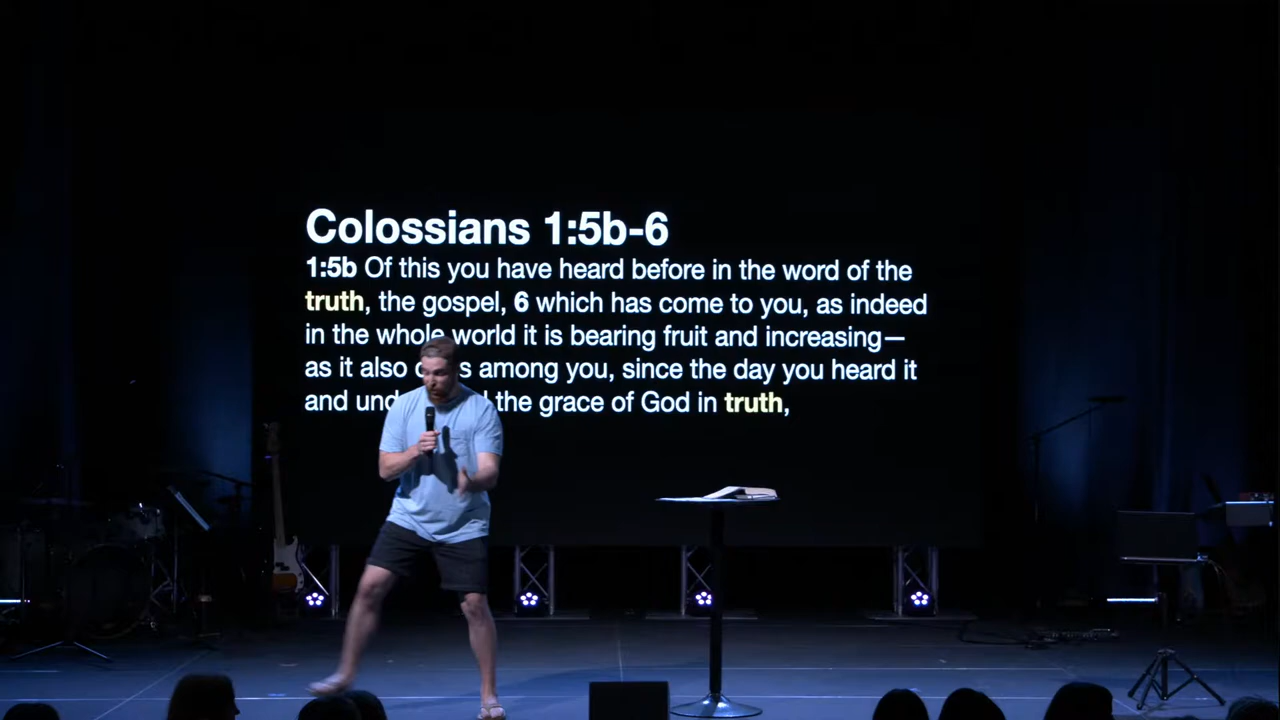 Colossians 1:5b-6
1:5b Of this you have heard before in the word of the
truth, the gospel, 6 which has come to you, as indeed
in the whole world it is bearing fruit and increasing—
as it also among you, since the day you heard it
and the grace of God in truth,